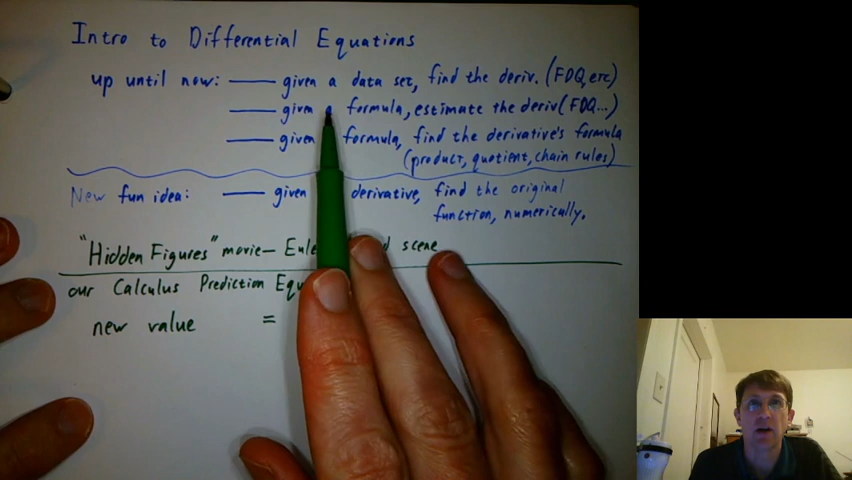 Intro to Differential Equations
up until now: —— given a data set, find the deriv. (FDQ, etc)
—— given a formula, estimate the deriv (FDQ...)
—— given formula, find the derivative's formula
(product, quotient, chain rules)
New fun idea: —— given derivative, find the original
function, numerically.
"Hidden Figures" movie— scene
our Calculus Prediction
new value =